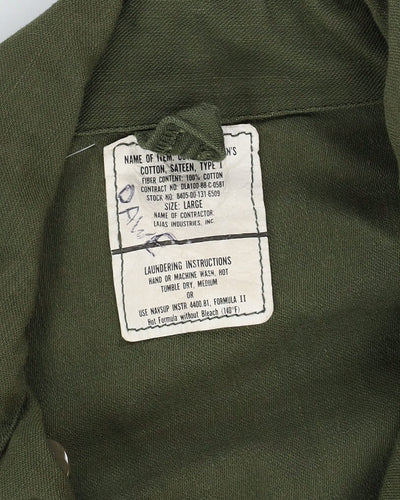 NAME OF ITEM:
COTTON, SATEEN, TYPE I
FIBER CONTENT: 100% COTTON
CONTRACT NO: DLA100-88-C-0581
STOCK NO: 8405-00-131-6509
SIZE: LARGE
NAME OF CONTRACTOR
LAJAS INDUSTRIES, INC.
LAUNDERING INSTRUCTIONS
HAND OR MACHINE WASH, HOT
TUMBLE DRY, MEDIUM
OR
USE NAVSUP INSTR 4400.81, FORMULA II
Hot Formula without Bleach (140°F)